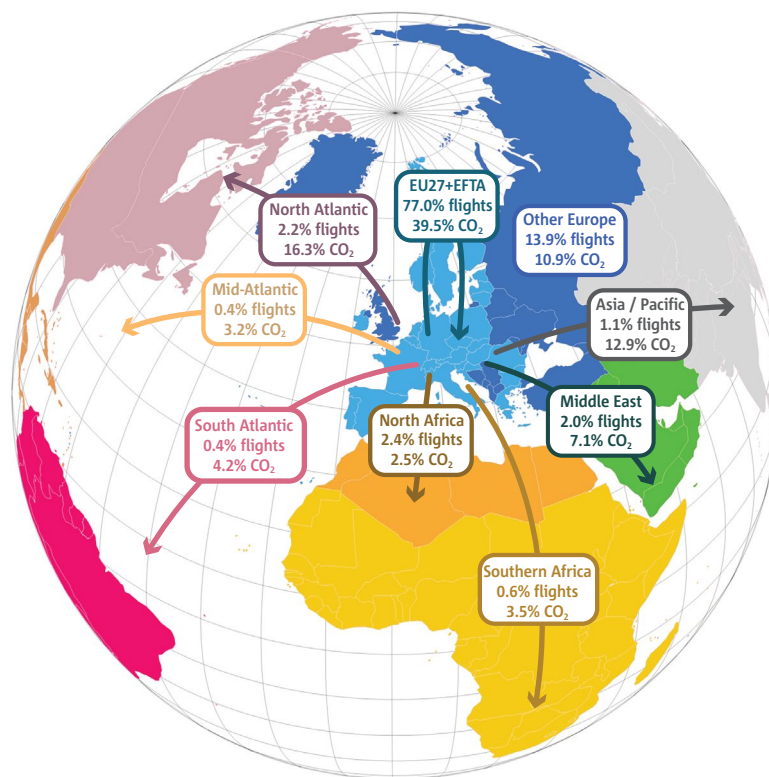 EU27+EFTA
77.0% flights
39.5% CO₂
North Atlantic
2.2% flights
16.3% CO₂
Other Europe
13.9% flights
10.9% CO₂
Mid-Atlantic
0.4% flights
3.2% CO₂
Asia / Pacific
1.1% flights
12.9% CO₂
Middle East
2.0% flights
7.1% CO₂
South Atlantic
0.4% flights
4.2% CO₂
North Africa
2.4% flights
2.5% CO₂
Southern Africa
0.6% flights
3.5% CO₂